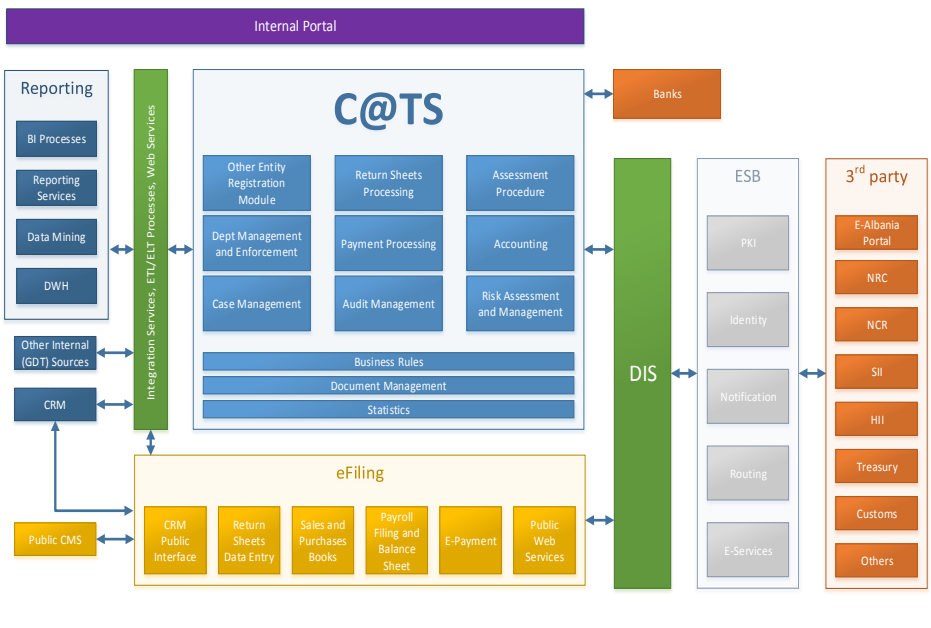 Internal Portal
Reporting
BI Processes
Reporting
Services
Data Mining
DWH
Other Internal
(GDT) Sources
CRM
Public CMS
Integration Services, ETL/ELT Processes, Web Services
C@TS
Other Entity
Registration
Module
Return Sheets
Processing
Assessment
Procedure
Dept Management
and Enforcement
Payment Processing
Accounting
Case Management
Audit Management
Risk Assessment
and Management
Business Rules
Document Management
Statistics
eFiling
CRM
Public
Interface
Return
Sheets
Data Entry
Sales and
Purchases
Books
Payroll
Filing and
Balance
Sheet
E-Payment
Public
Web
Services
Banks
DIS
ESB
PKI
Identity
Notification
Routing
E-Services
3rd party
E-Albania
Portal
NRC
NCR
SII
HII
Treasury
Customs
Others